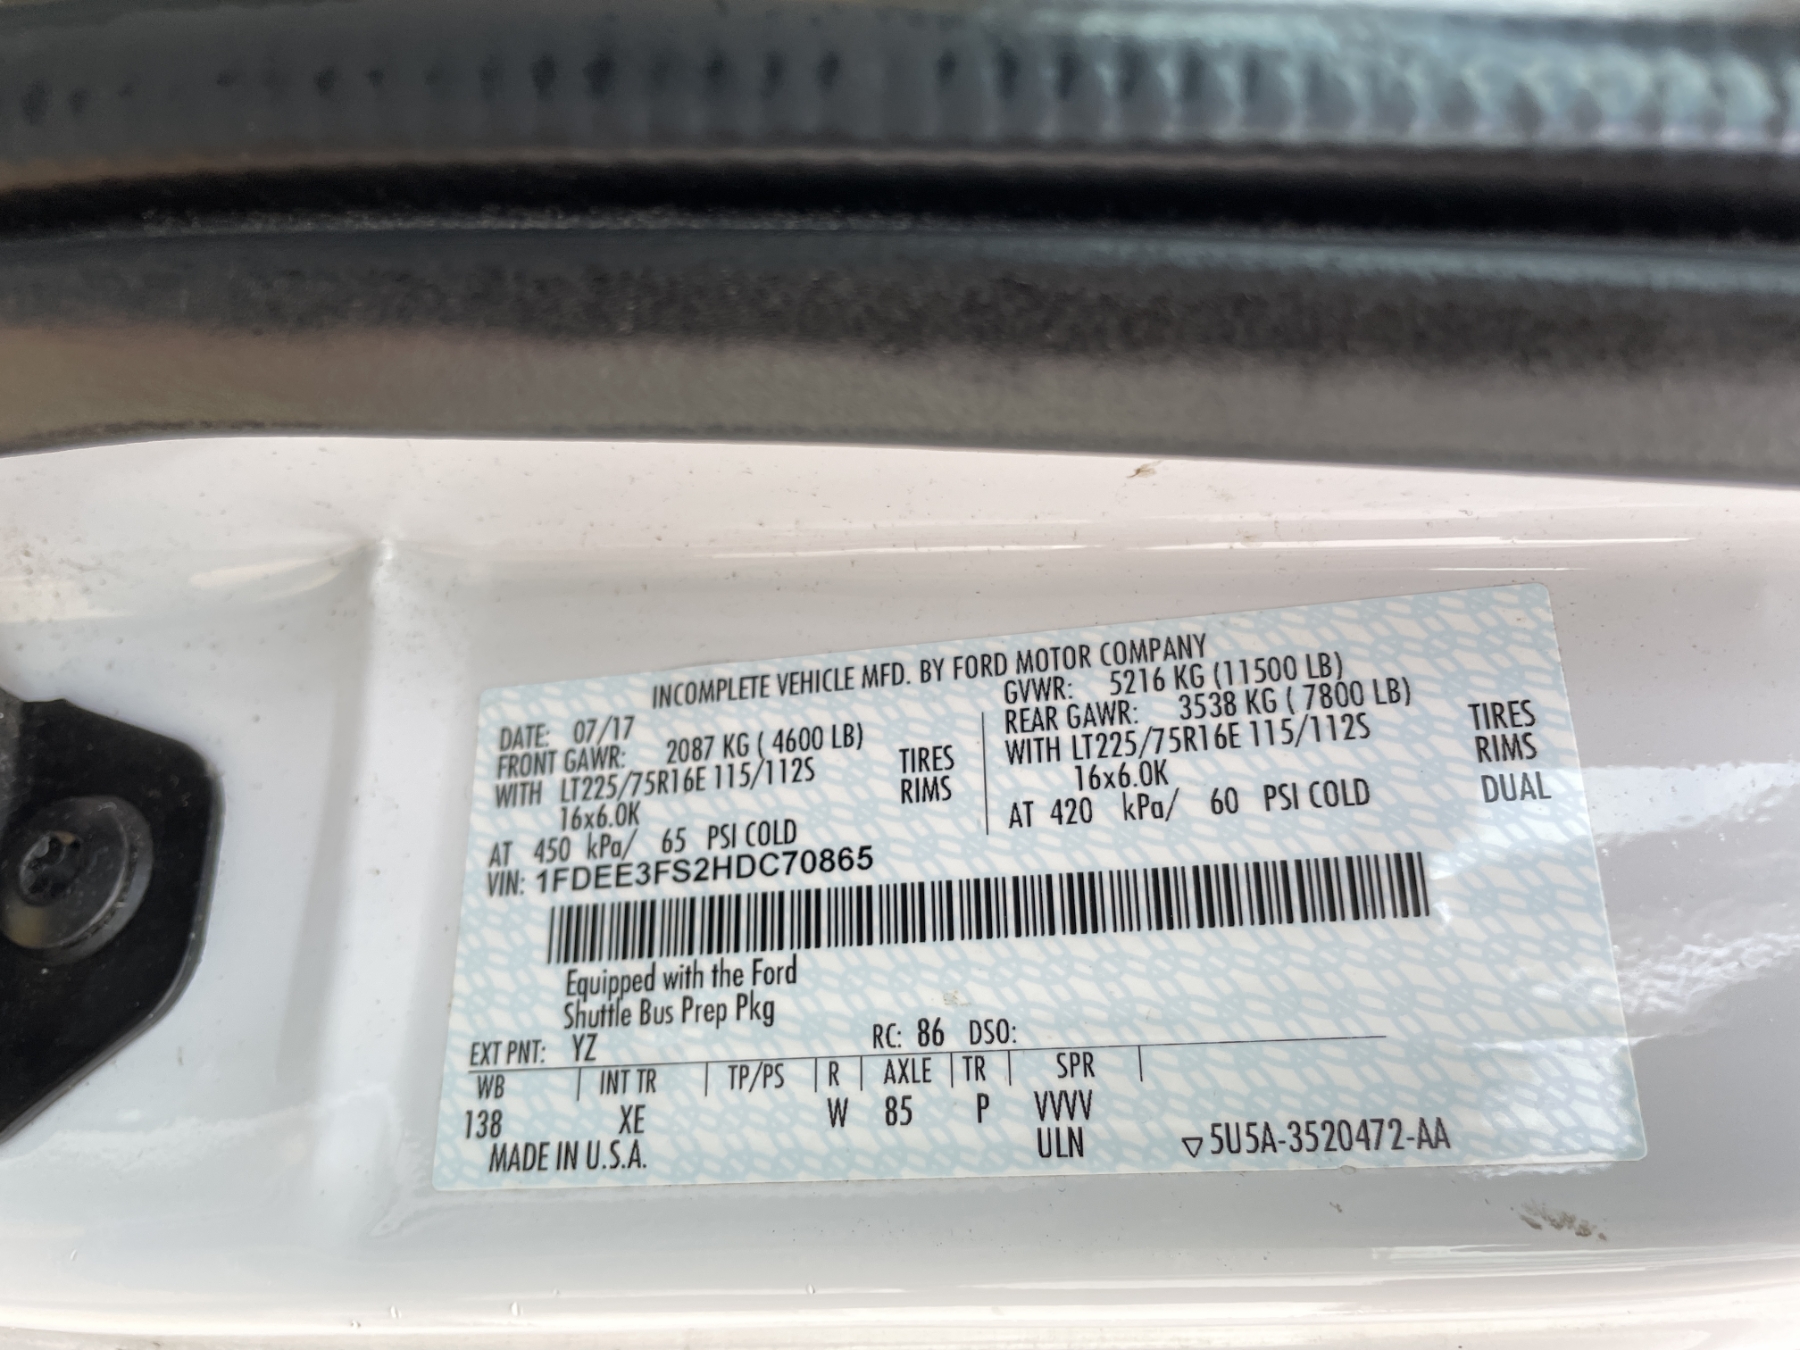 INCOMPLETE VEHICLE MFD. BY FORD MOTOR COMPANY
DATE: 07/17
GVWR: 5216 KG (11500 LB)
FRONT GAWR: 2087 KG ( 4600 LB)
REAR GAWR: 3538 KG ( 7800 LB)
WITH LT225/75R16E 115/112S TIRES
WITH LT225/75R16E 115/112S TIRES
16x6.0K RIMS
16x6.0K RIMS
AT 450 kPa/ 65 PSI COLD
AT 420 kPa/ 60 PSI COLD DUAL
VIN: 1FDEE3FS2HDC70865
Equipped with the Ford
Shuttle Bus Prep Pkg
EXT PNT: YZ RC: 86 DSO:
WB | INT TR | TP/PS | R | AXLE | TR | SPR |
138 XE W 85 P VVVV
MADE IN U.S.A. ULN ▽5U5A-3520472-AA